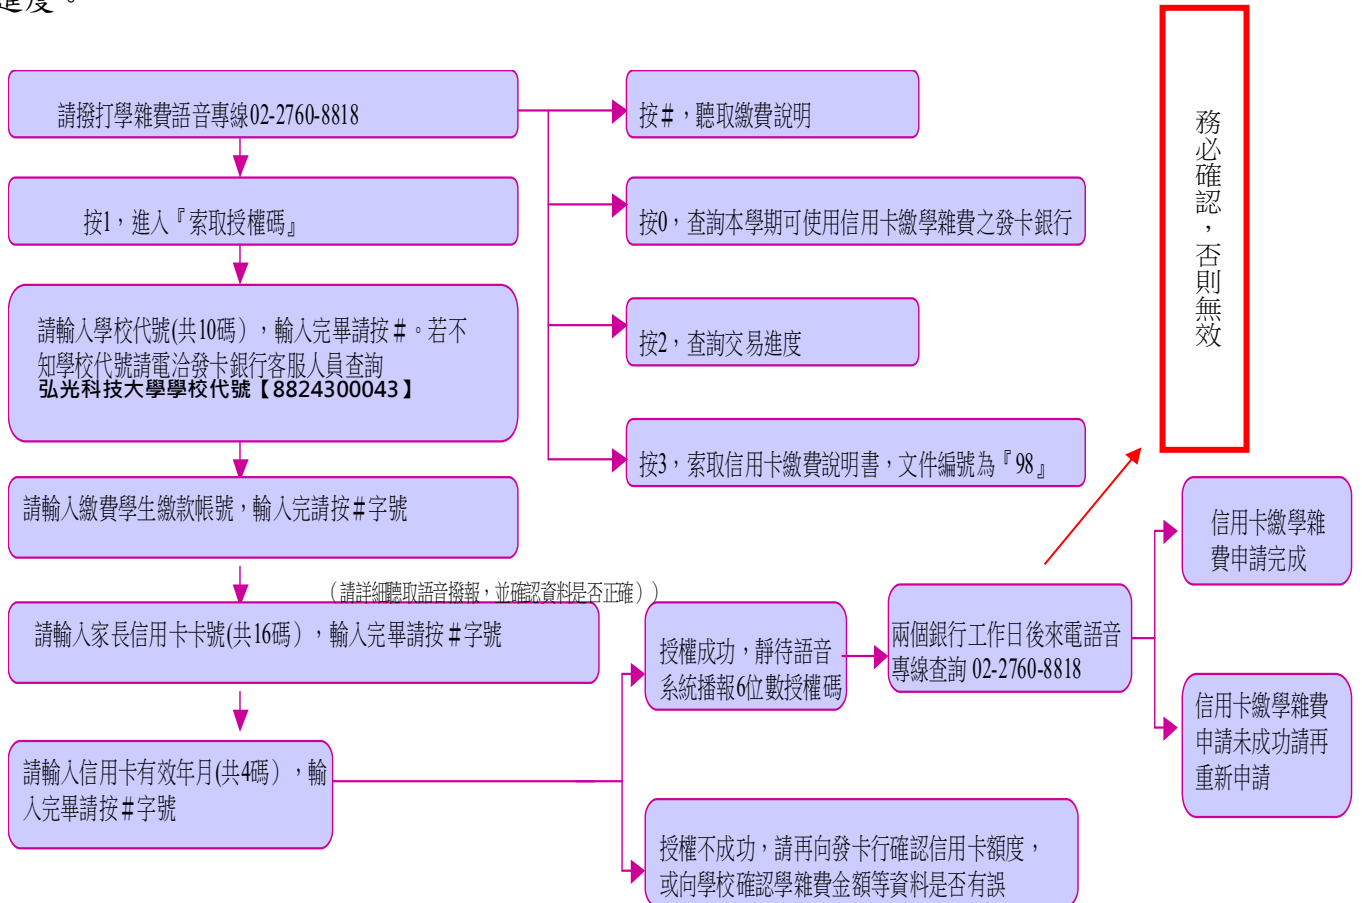 進度。
請撥打學雜費語音專線02-2760-8818
按1，進入『索取授權碼』
請輸入學校代號(共10碼），輸入完畢請按＃。若不
知學校代號請電洽發卡銀行客服人員查詢
弘光科技大學學校代號【8824300043】
請輸入繳費學生繳款帳號，輸入完請按＃字號
（請詳細聽取語音撥報，並確認資料是否正確））
請輸入家長信用卡卡號(共16碼），輸入完畢請按＃字號
請輸入信用卡有效年月(共4碼），輸
入完畢請按＃字號
按＃，聽取繳費說明
按0，查詢本學期可使用信用卡繳學雜費之發卡銀行
按2，查詢交易進度
按3，索取信用卡繳費說明書，文件編號為『98』
授權成功，靜待語音
系統播報6位數授權碼
授權不成功，請再向發卡行確認信用卡額度，
或向學校確認學雜費金額等資料是否有誤
兩個銀行工作日後來電語音
專線查詢 02-2760-8818
務必確認，否則無效
信用卡繳學雜
費申請完成
信用卡繳學雜費
申請未成功請再
重新申請